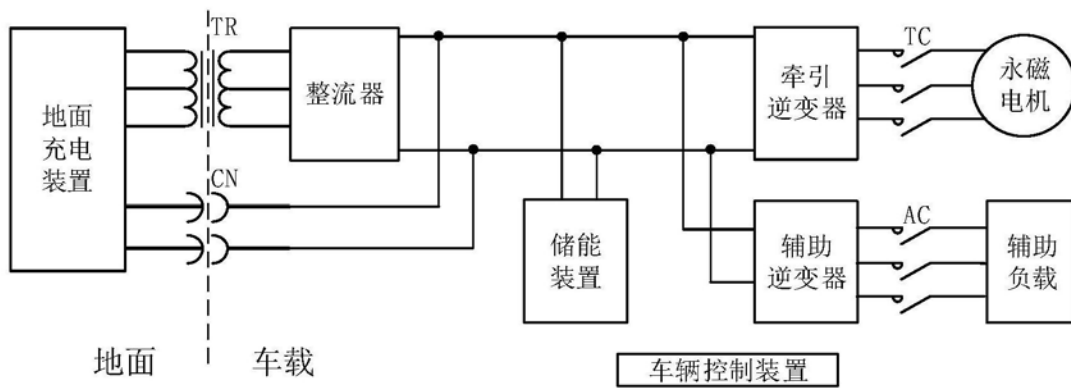 TR
TC
地面
充电
装置
整流器
牵引
逆变器
永磁
电机
CN
AC
储能
装置
辅助
逆变器
辅助
负载
地面
车载
车辆控制装置